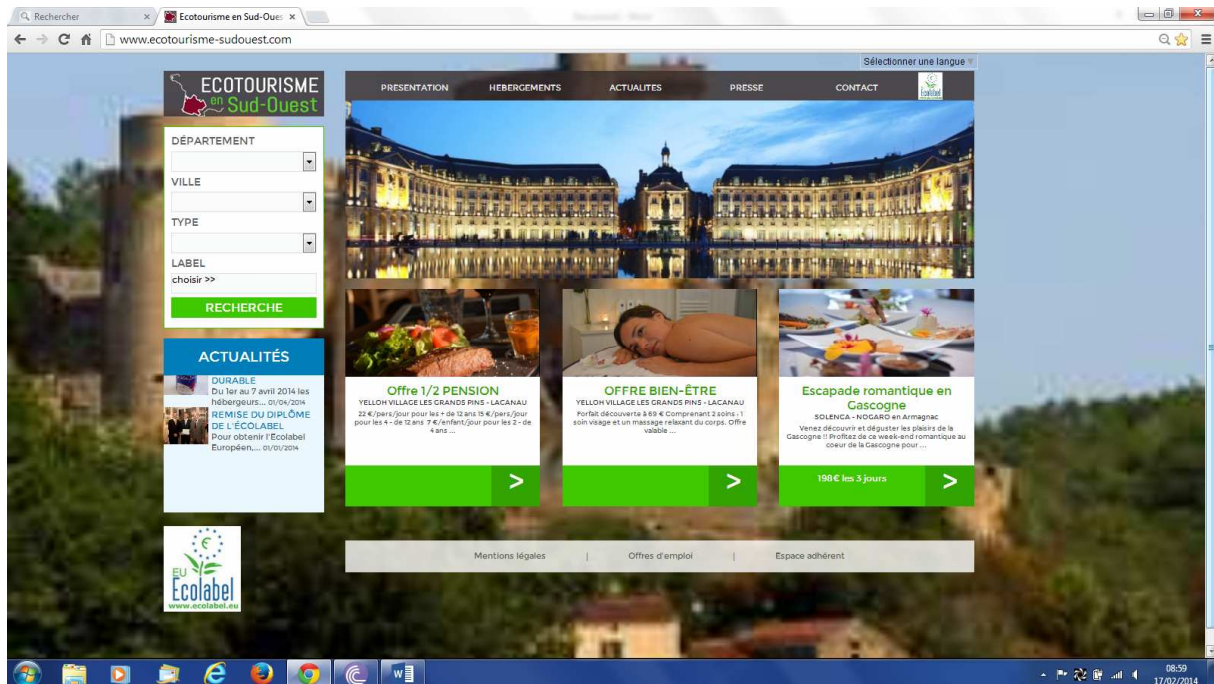 Rechercher
Ecotourisme en Sud-Oues
www.ecotourisme-sudouest.com
Sélectionner une langue
ECOTOURISME
en Sud-Ouest
PRESENTATION
HEBERGEMENTS
ACTUALITES
PRESSE
CONTACT
Ecolabel
DÉPARTEMENT
VILLE
TYPE
LABEL
choisir >>
RECHERCHE
ACTUALITÉS
DURABLE
Du 1er au 7 avril 2014 les
hébergeurs... 01/04/2014
REMISE DU DIPLÔME
DE L'ÉCOLABEL
Pour obtenir l'Ecolabel
Européen,... 01/01/2014
Offre 1/2 PENSION
YELLOH VILLAGE LES GRANDS PINS - LACANAU
22 €/pers/jour pour les + de 12 ans 15 €/pers/jour
pour les 4 - de 12 ans 7 €/enfant/jour pour les 2 - de
4 ans ...
>
OFFRE BIEN-ÊTRE
YELLOH VILLAGE LES GRANDS PINS - LACANAU
Forfait découverte à 69 € Comprenant 2 soins : 1
soin visage et un massage relaxant du corps. Offre
valable ...
>
Escapade romantique en
Gascogne
SOLENCA - NOGARO en Armagnac
Venez découvrir et déguster les plaisirs de la
Gascogne !! Profitez de ce week-end romantique au
coeur de la Gascogne pour ...
198€ les 3 jours
>
EU
Ecolabel
www.ecolabel.eu
Mentions légales | Offres d'emploi | Espace adhérent
08:59
17/02/2014